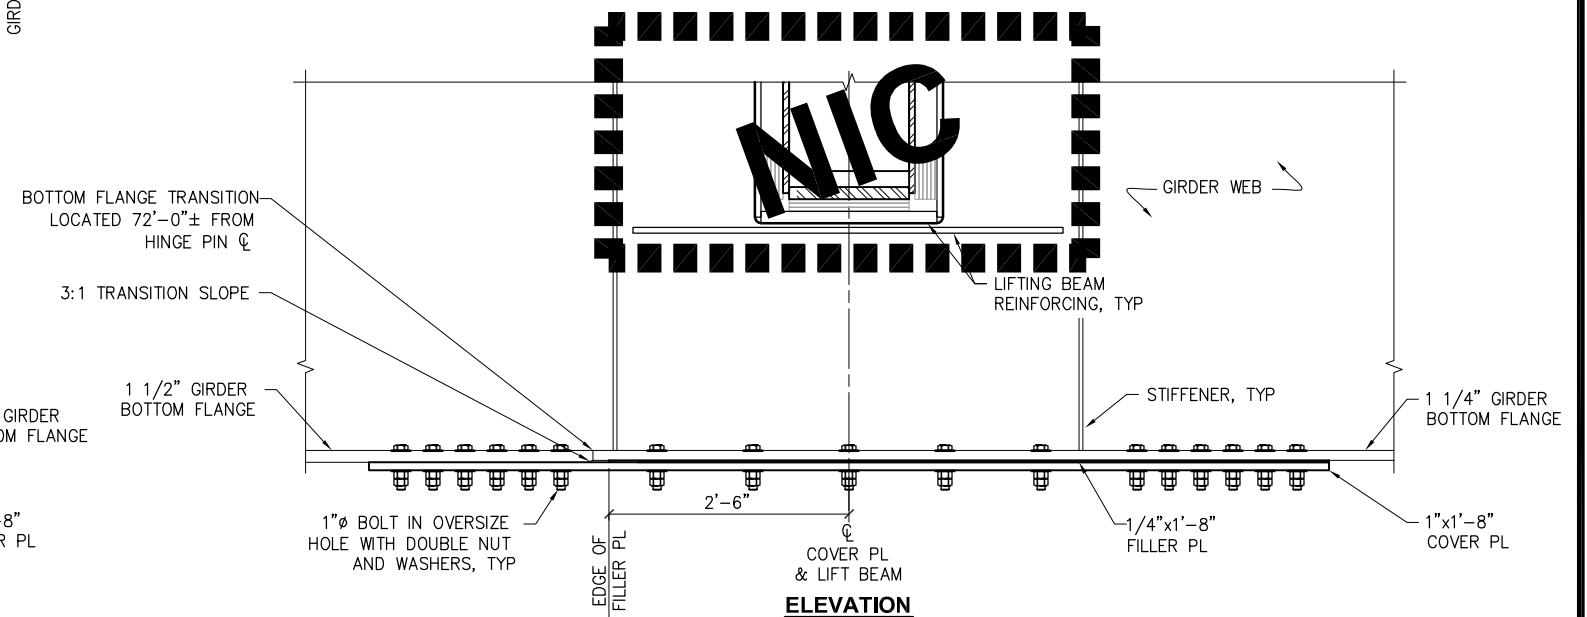 GIRD
NIC
BOTTOM FLANGE TRANSITION
LOCATED 72'-0"± FROM
HINGE PIN ℄
GIRDER WEB
3:1 TRANSITION SLOPE
LIFTING BEAM
REINFORCING, TYP
1 1/2" GIRDER
BOTTOM FLANGE
STIFFENER, TYP
1 1/4" GIRDER
BOTTOM FLANGE
GIRDER
OM FLANGE
2'-6"
-8"
R PL
1"ø BOLT IN OVERSIZE
HOLE WITH DOUBLE NUT
AND WASHERS, TYP
EDGE OF
FILLER PL
℄
COVER PL
& LIFT BEAM
1/4"x1'-8"
FILLER PL
1"x1'-8"
COVER PL
ELEVATION